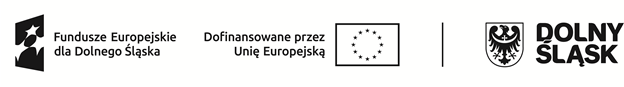 Fundusze Europejskie
dla Dolnego Śląska
Dofinansowane przez
Unię Europejską
DOLNY
ŚLĄSK